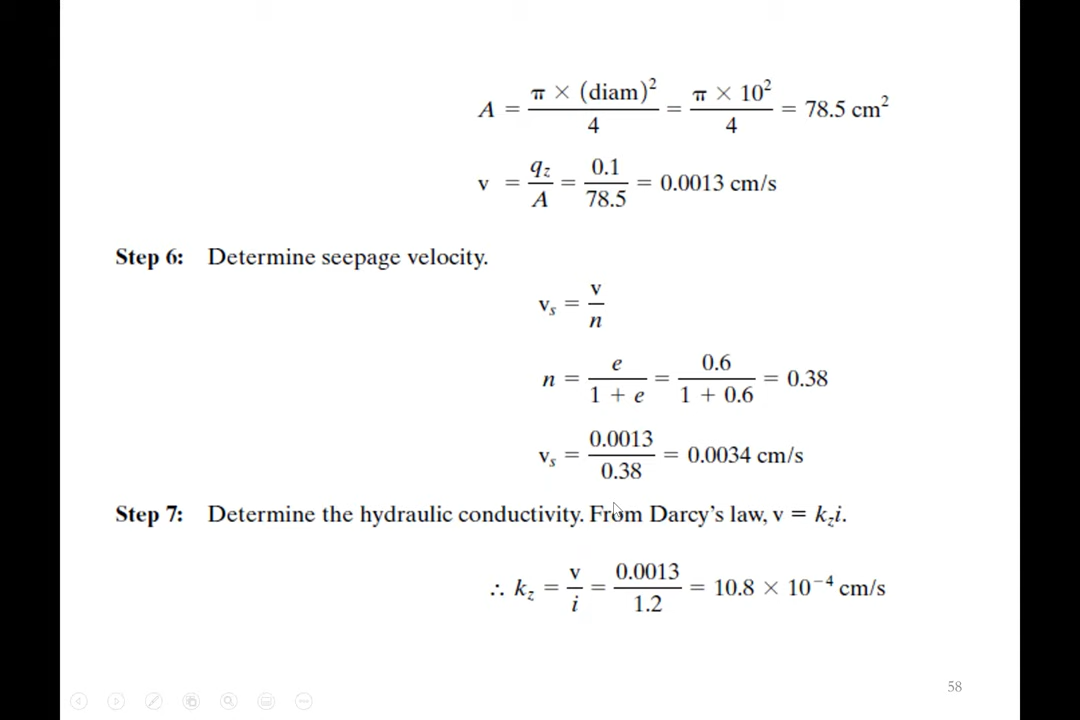 A = π × (diam)² / 4 = π × 10² / 4 = 78.5 cm²
v = q_z / A = 0.1 / 78.5 = 0.0013 cm/s
Step 6: Determine seepage velocity.
v_s = v / n
n = e / 1 + e = 0.6 / 1 + 0.6 = 0.38
v_s = 0.0013 / 0.38 = 0.0034 cm/s
Step 7: Determine the hydraulic conductivity. From Darcy's law, v = k_z i.
∴ k_z = v / i = 0.0013 / 1.2 = 10.8 × 10⁻⁴ cm/s
58